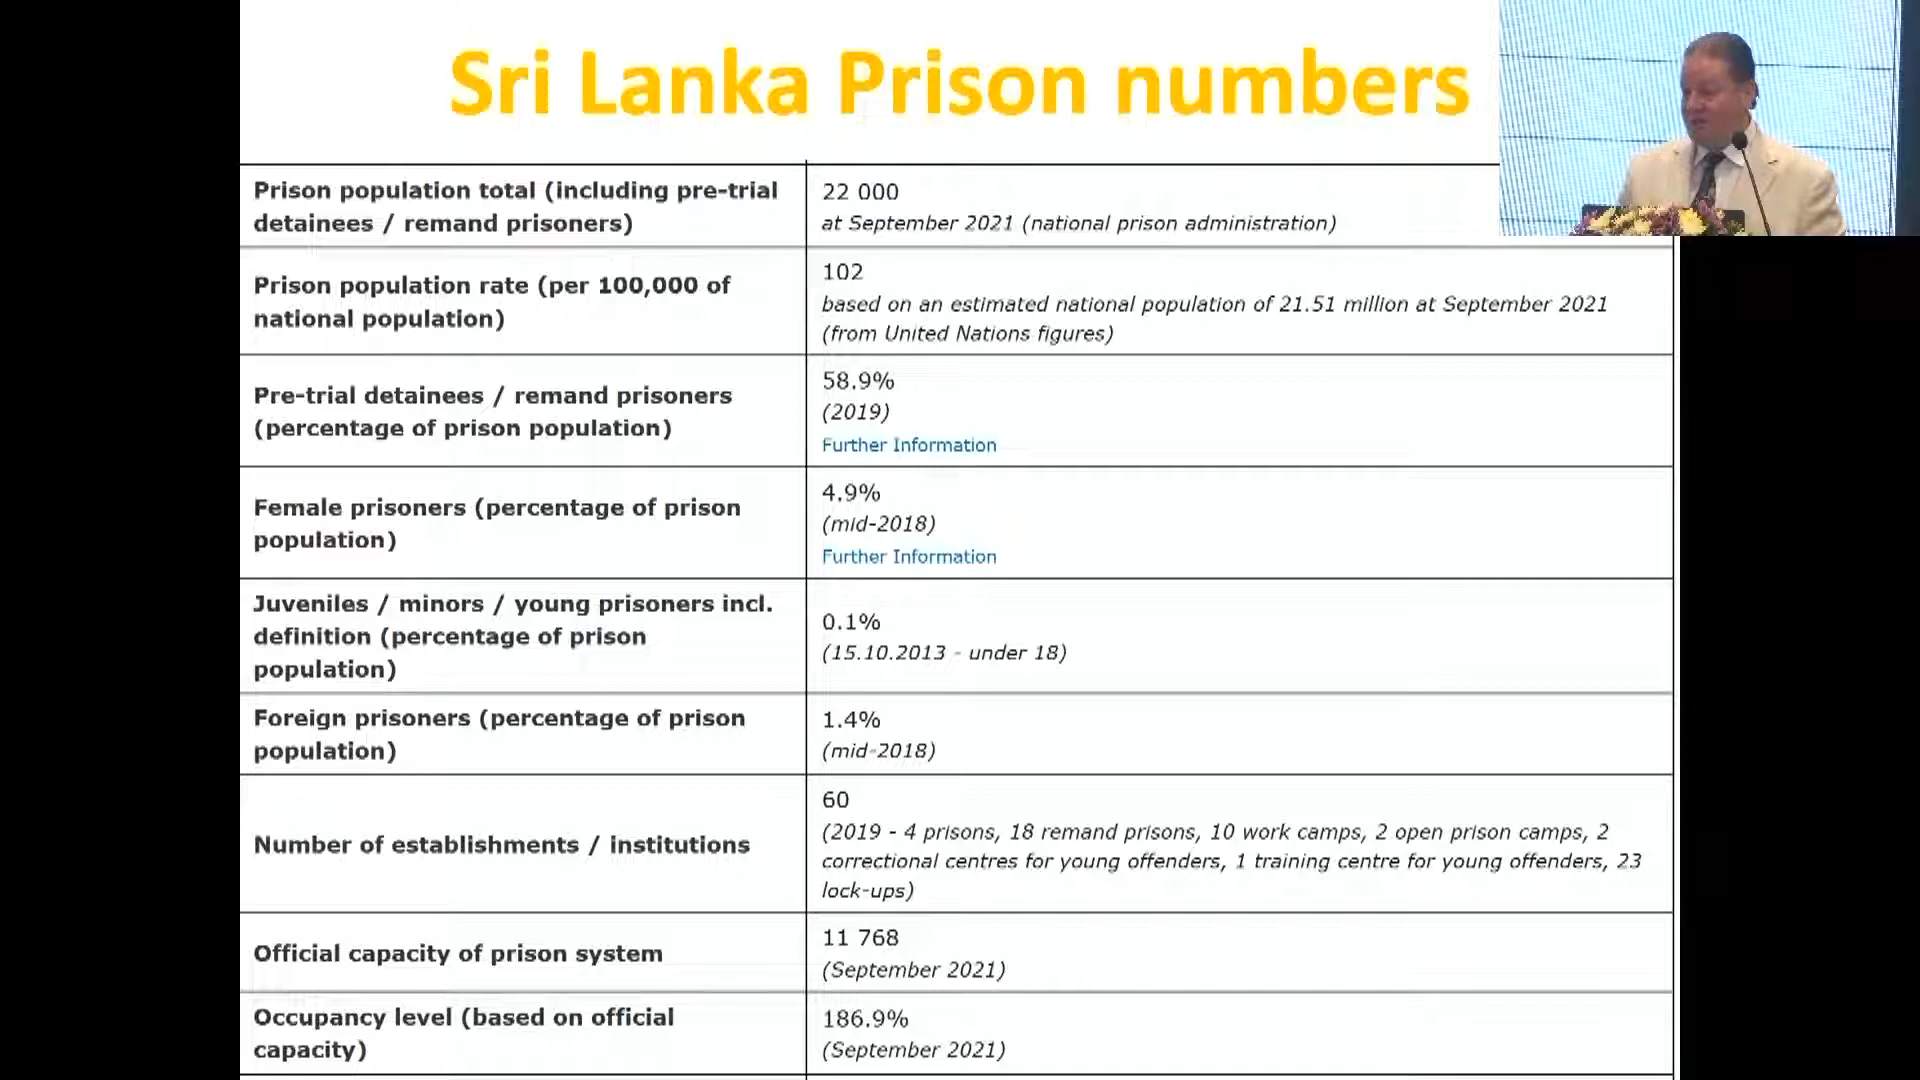 Sri Lanka Prison numbers
Prison population total (including pre-trial
detainees / remand prisoners)
22 000
at September 2021 (national prison administration)
Prison population rate (per 100,000 of
national population)
102
based on an estimated national population of 21.51 million at September 2021
(from United Nations figures)
Pre-trial detainees / remand prisoners
(percentage of prison population)
58.9%
(2019)
Further Information
Female prisoners (percentage of prison
population)
4.9%
(mid-2018)
Further Information
Juveniles / minors / young prisoners incl.
definition (percentage of prison
population)
0.1%
(15.10.2013 - under 18)
Foreign prisoners (percentage of prison
population)
1.4%
(mid-2018)
Number of establishments / institutions
60
(2019 - 4 prisons, 18 remand prisons, 10 work camps, 2 open prison camps, 2
correctional centres for young offenders, 1 training centre for young offenders, 23
lock-ups)
Official capacity of prison system
11 768
(September 2021)
Occupancy level (based on official
capacity)
186.9%
(September 2021)